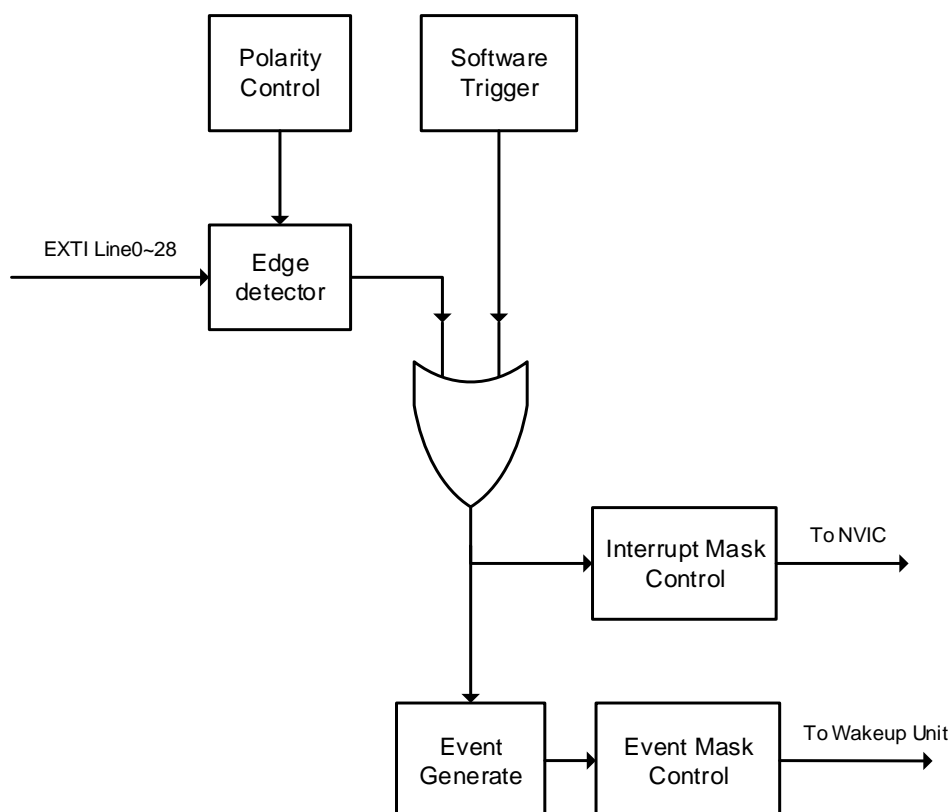 Polarity
Control
Software
Trigger
EXTI Line0~28
Edge
detector
Interrupt Mask
Control
To NVIC
Event
Generate
Event Mask
Control
To Wakeup Unit